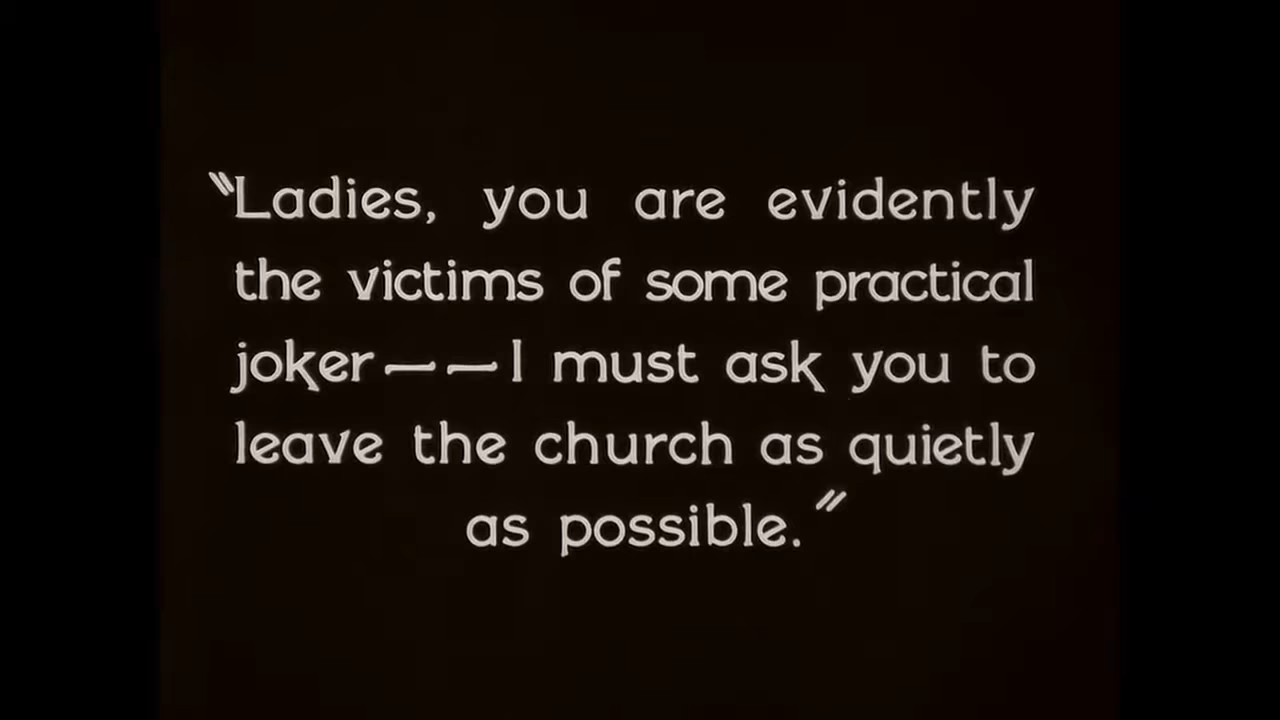 "Ladies, you are evidently
the victims of some practical
joker——I must ask you to
leave the church as quietly
as possible."